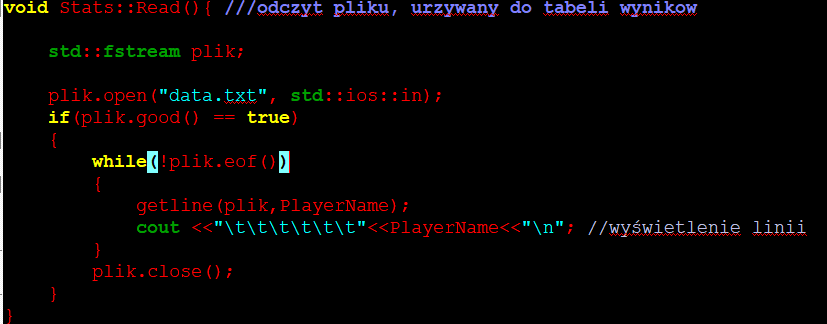 void Stats::Read(){ ///odczyt pliku, urzywany do tabeli wynikow
std::fstream plik;
plik.open("data.txt", std::ios::in);
if(plik.good() == true)
{
while(!plik.eof())
{
getline(plik,PlayerName);
cout <<"\t\t\t\t\t\t"<<PlayerName<<"\n"; //wyświetlenie linii
}
plik.close();
}
}